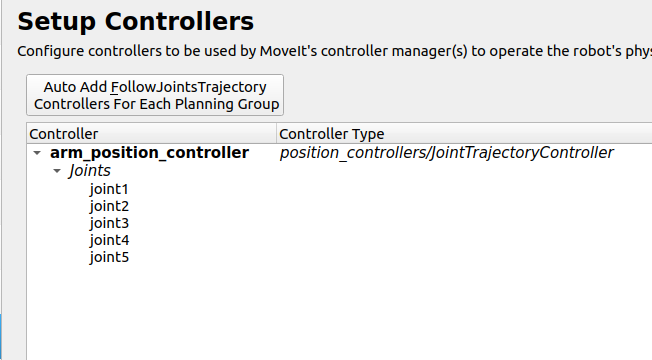 Setup Controllers
Configure controllers to be used by MoveIt's controller manager(s) to operate the robot's phys
Auto Add FollowJointsTrajectory
Controllers For Each Planning Group
Controller Controller Type
arm_position_controller position_controllers/JointTrajectoryController
Joints
joint1
joint2
joint3
joint4
joint5